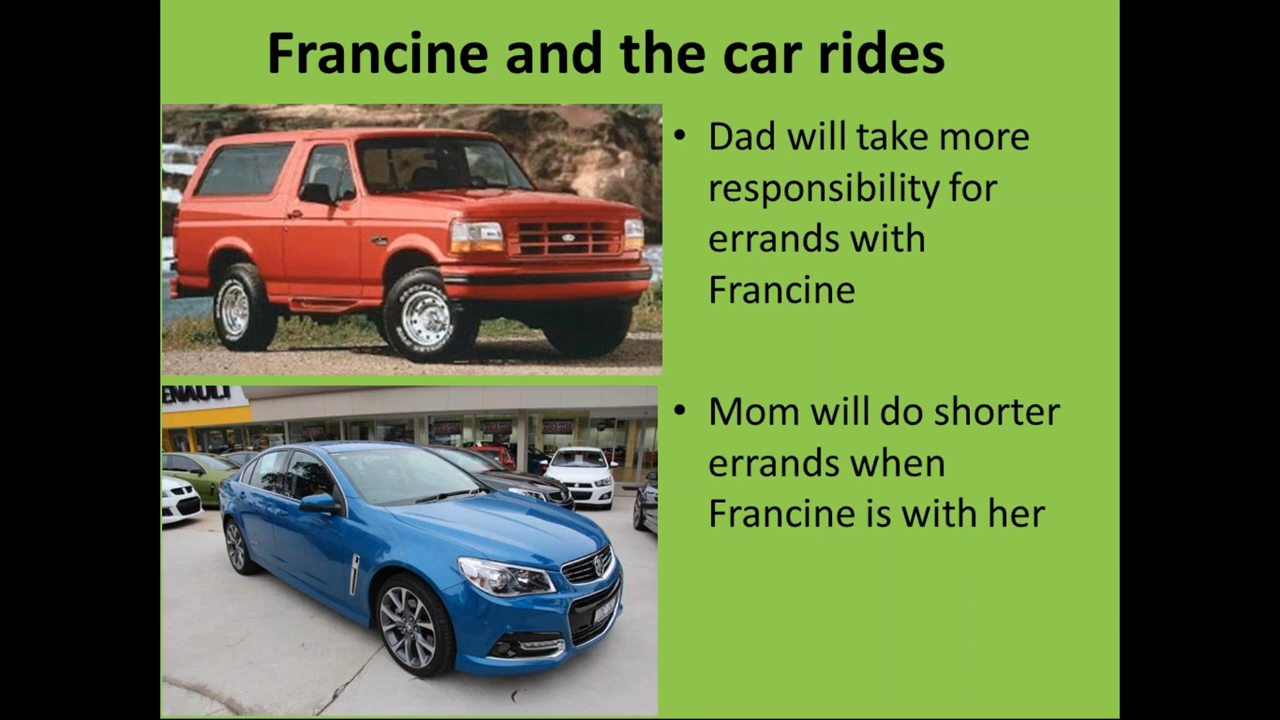 Francine and the car rides
• Dad will take more
responsibility for
errands with
Francine
ENAULT
• Mom will do shorter
errands when
Francine is with her